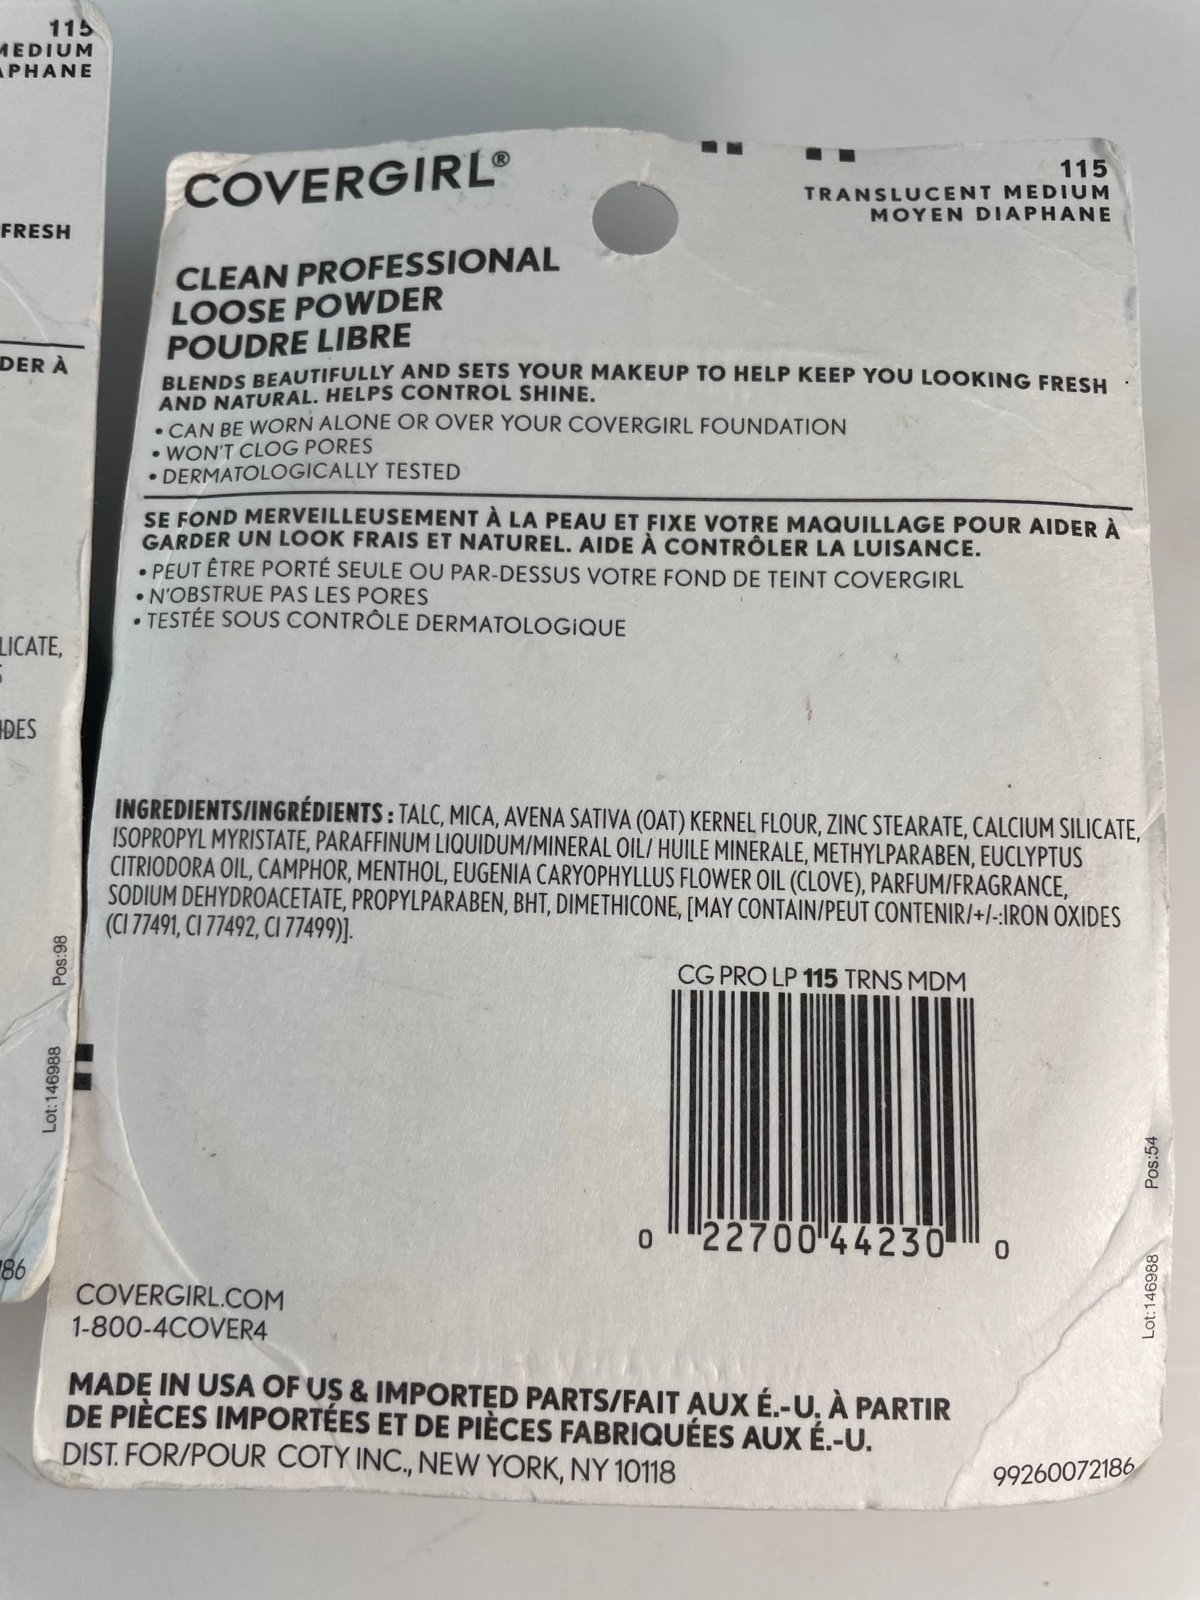 115
MEDIUM
APHANE
FRESH
DER À
LICATE,
IDES
Pos:98
Lot:146988
186
COVERGIRL®
115
TRANSLUCENT MEDIUM
MOYEN DIAPHANE
CLEAN PROFESSIONAL
LOOSE POWDER
POUDRE LIBRE
BLENDS BEAUTIFULLY AND SETS YOUR MAKEUP TO HELP KEEP YOU LOOKING FRESH
AND NATURAL. HELPS CONTROL SHINE.
• CAN BE WORN ALONE OR OVER YOUR COVERGIRL FOUNDATION
• WON'T CLOG PORES
• DERMATOLOGICALLY TESTED
SE FOND MERVEILLEUSEMENT À LA PEAU ET FIXE VOTRE MAQUILLAGE POUR AIDER À
GARDER UN LOOK FRAIS ET NATUREL. AIDE À CONTRÔLER LA LUISANCE.
• PEUT ÊTRE PORTÉ SEULE OU PAR-DESSUS VOTRE FOND DE TEINT COVERGIRL
• N'OBSTRUE PAS LES PORES
• TESTÉE SOUS CONTRÔLE DERMATOLOGiQUE
INGREDIENTS/INGRÉDIENTS : TALC, MICA, AVENA SATIVA (OAT) KERNEL FLOUR, ZINC STEARATE, CALCIUM SILICATE,
ISOPROPYL MYRISTATE, PARAFFINUM LIQUIDUM/MINERAL OIL/ HUILE MINERALE, METHYLPARABEN, EUCLYPTUS
CITRIODORA OIL, CAMPHOR, MENTHOL, EUGENIA CARYOPHYLLUS FLOWER OIL (CLOVE), PARFUM/FRAGRANCE,
SODIUM DEHYDROACETATE, PROPYLPARABEN, BHT, DIMETHICONE, [MAY CONTAIN/PEUT CONTENIR/+/-:IRON OXIDES
(CI 77491, CI 77492, CI 77499)].
CG PRO LP 115 TRNS MDM
0 22700 44230 0
Pos:54
Lot:146988
COVERGIRL.COM
1-800-4COVER4
MADE IN USA OF US & IMPORTED PARTS/FAIT AUX É.-U. À PARTIR
DE PIÈCES IMPORTÉES ET DE PIÈCES FABRIQUÉES AUX É.-U.
DIST. FOR/POUR COTY INC., NEW YORK, NY 10118
99260072186